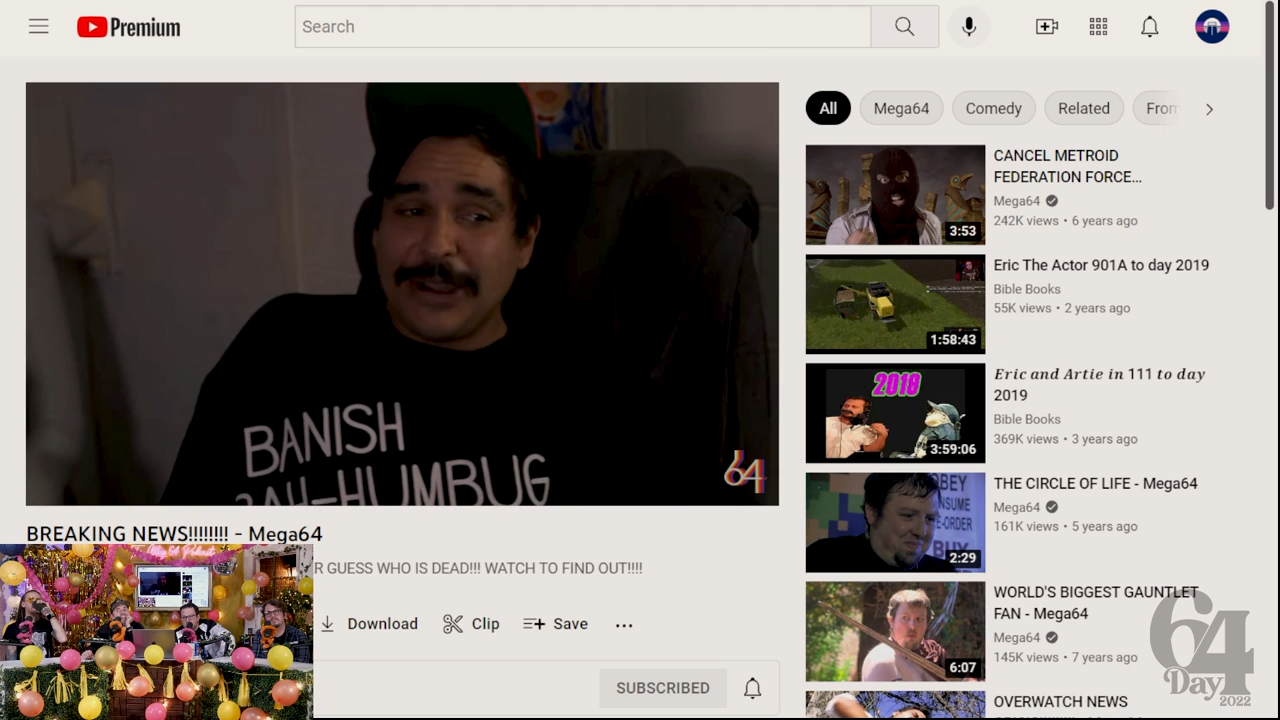 Premium
Search
All
Mega64
Comedy
Related
From
BANISH
BAH-HUMBUG
64
BREAKING NEWS!!!!!!!! - Mega64
R GUESS WHO IS DEAD!!! WATCH TO FIND OUT!!!!
Download
Clip
Save
SUBSCRIBED
3:53
CANCEL METROID
FEDERATION FORCE...
Mega64
242K views • 6 years ago
1:58:43
Eric The Actor 901A to day 2019
Bible Books
55K views • 2 years ago
2018
3:59:06
Eric and Artie in 111 to day
2019
Bible Books
369K views • 3 years ago
OBEY
BUY
2:29
THE CIRCLE OF LIFE - Mega64
Mega64
161K views • 5 years ago
6:07
WORLD'S BIGGEST GAUNTLET
FAN - Mega64
Mega64
145K views • 7 years ago
OVERWATCH NEWS
64
Day
2022